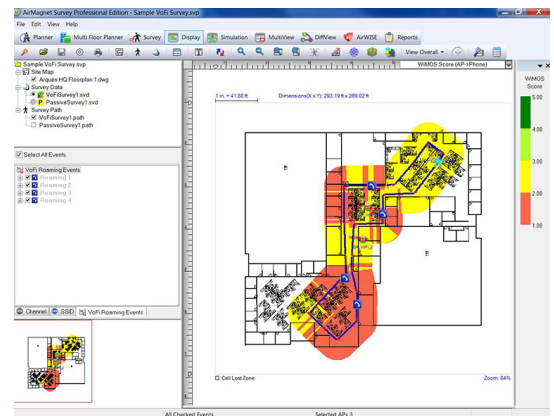 AirMagnet Survey Professional Edition - Sample VoFi Survey.svp
File Edit View Help
Planner Multi Floor Planner Survey Display Simulation MultiView DiffView AirWISE Reports
View Overall
Sample VoFi Survey.svp
Site Map
Arques HQ Floorplan 1.dwg
Survey Data
VoFiSurvey1.svd
PassiveSurvey1.svd
Survey Path
VoFiSurvey1.path
PassiveSurvey1.path
Select All Events
VoFi Roaming Events
Roaming 1
Roaming 2
Roaming 3
Roaming 4
Channel SSID VoFi Roaming Events
WiMOS Score (AP->Phone)
1 in. = 41.88 ft
Dimensions(X x Y): 293.19 ft x 289.02 ft
Call Lost Zone
Zoom: 84%
WiMOS
Score
5.00
4.00
3.00
2.00
1.00
All Checked Events
Selected APs 3